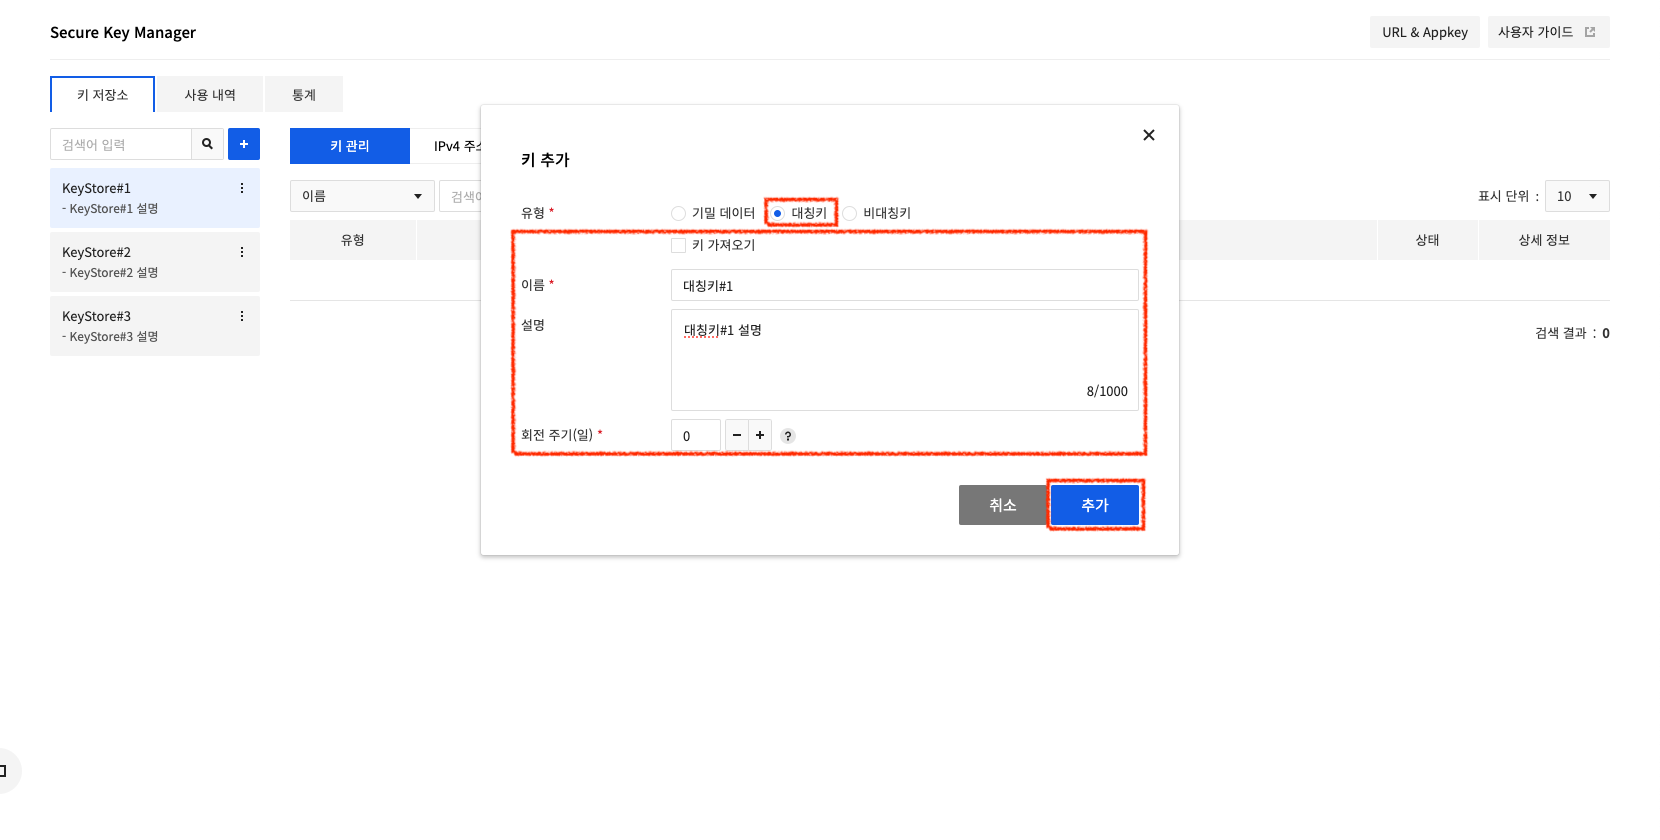 Secure Key Manager
URL & Appkey
사용자 가이드
키 저장소
사용 내역
통계
검색어 입력
+
KeyStore#1
- KeyStore#1 설명
KeyStore#2
- KeyStore#2 설명
KeyStore#3
- KeyStore#3 설명
키 관리
IPv4 주소
이름
검색어
표시 단위 :
10
유형
상태
상세 정보
검색 결과 : 0
키 추가
유형 *
기밀 데이터
대칭키
비대칭키
키 가져오기
이름 *
대칭키#1
설명
대칭키#1 설명
8/1000
회전 주기(일) *
0
− +
?
취소
추가